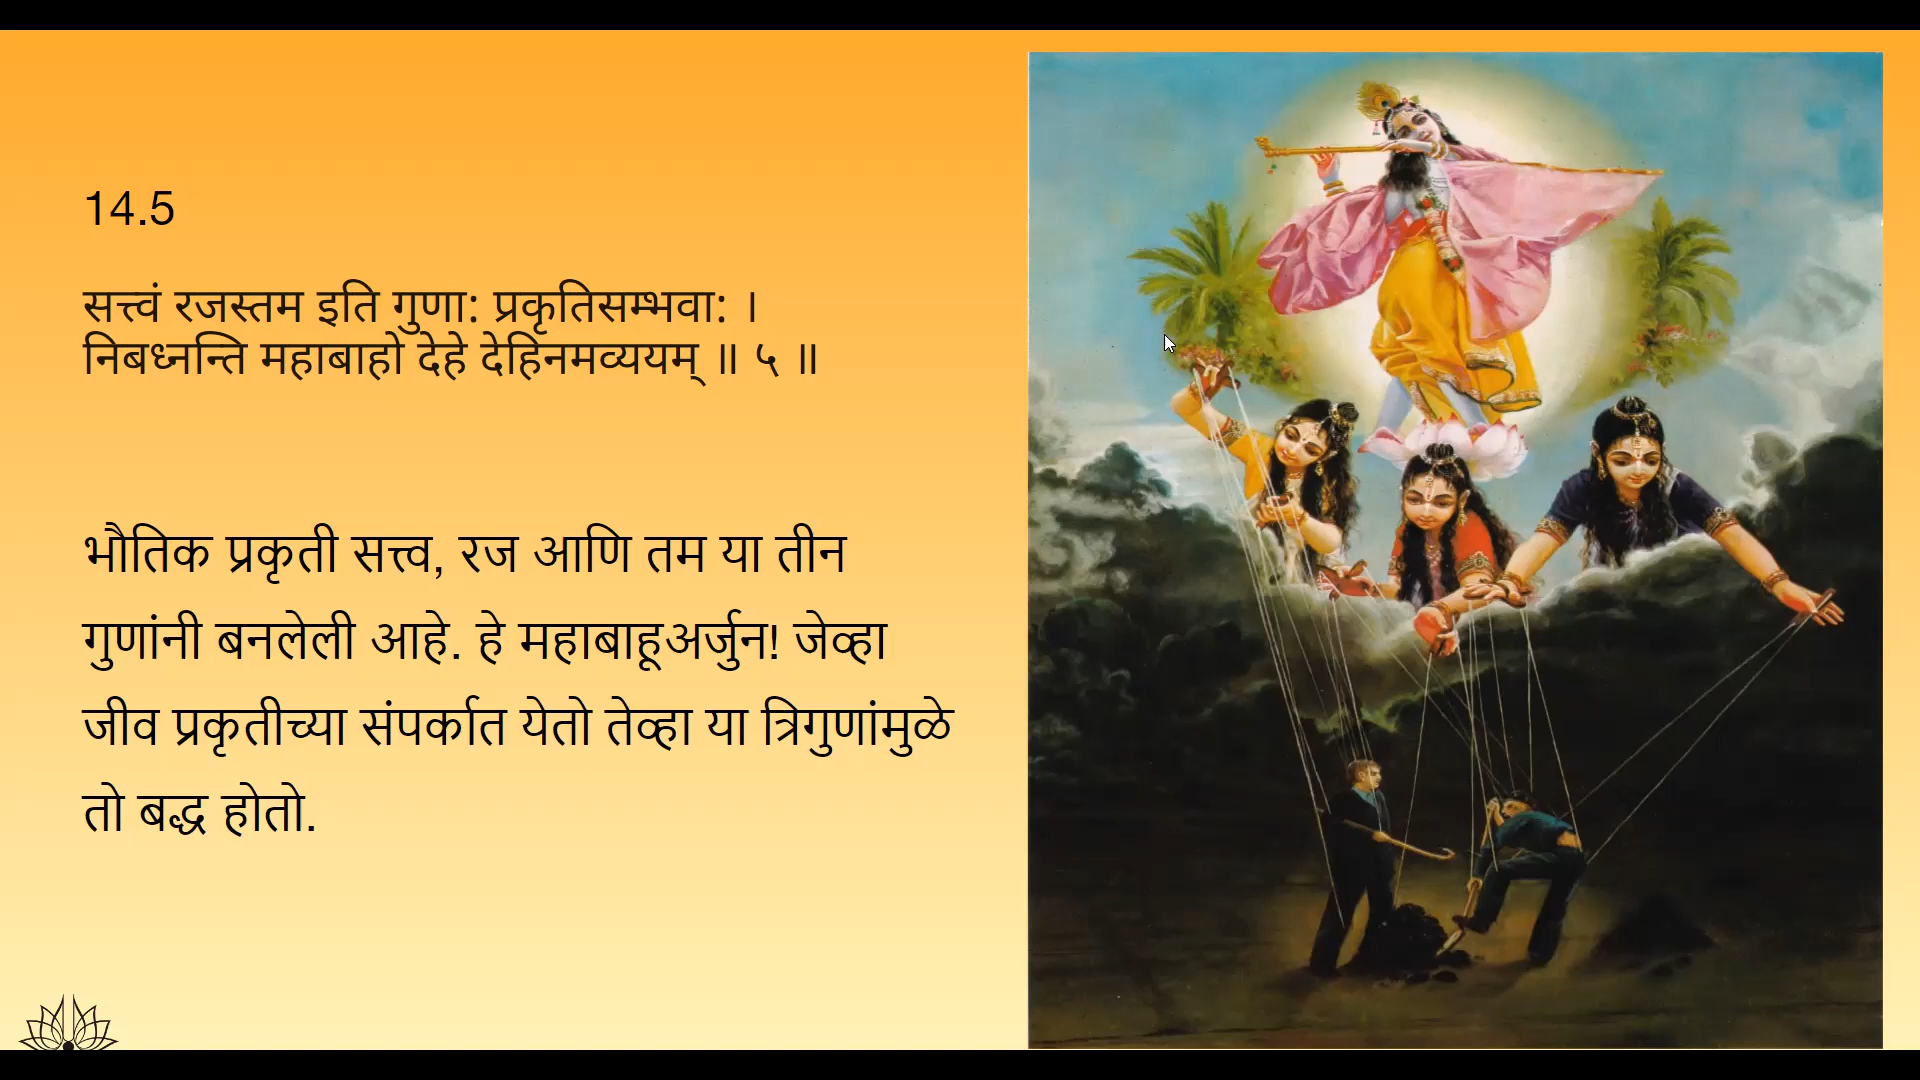 14.5
सत्त्वं रजस्तम इति गुणा: प्रकृतिसम्भवा: ।
निबध्नन्ति महाबाहो देहे देहिनमव्ययम् ॥ ५ ॥
भौतिक प्रकृती सत्त्व, रज आणि तम या तीन
गुणांनी बनलेली आहे. हे महाबाहूअर्जुन! जेव्हा
जीव प्रकृतीच्या संपर्कात येतो तेव्हा या त्रिगुणांमुळे
तो बद्ध होतो.